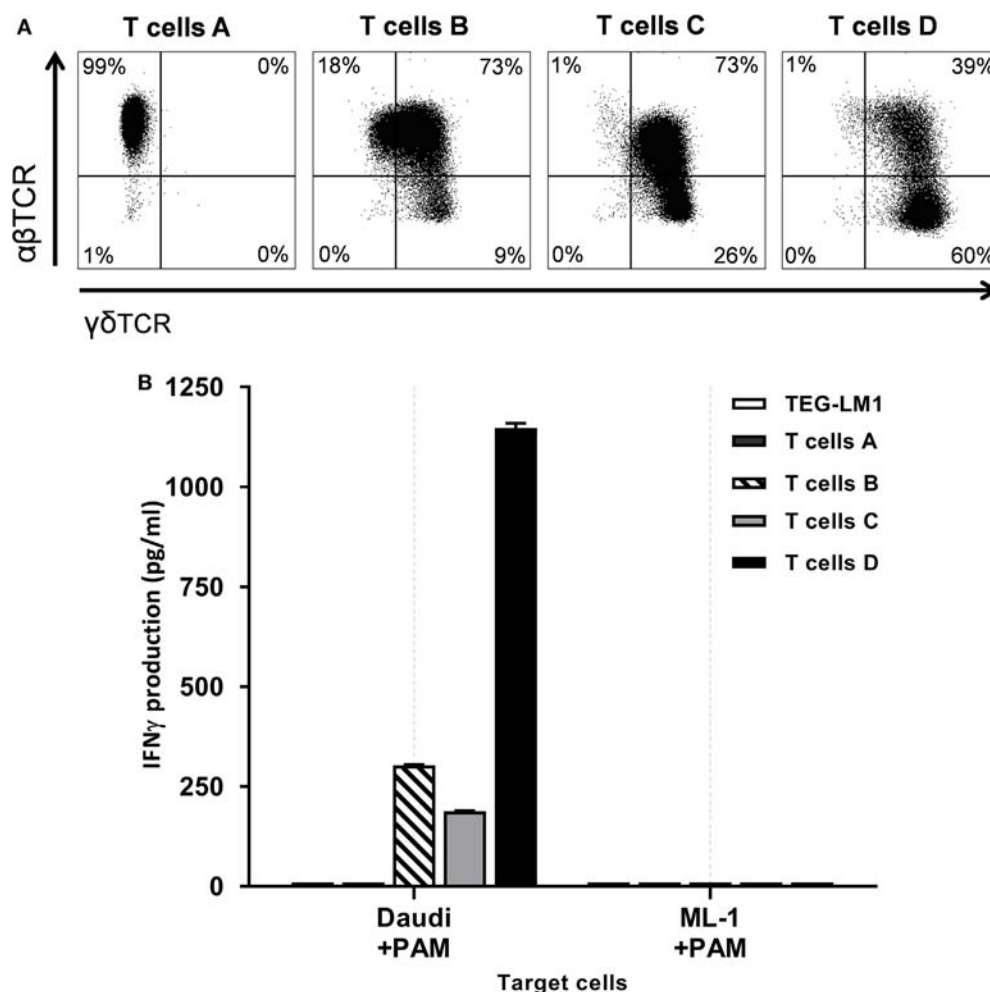 A
T cells A
T cells B
T cells C
T cells D
99%
0%
1%
0%
18%
73%
0%
9%
1%
73%
0%
26%
1%
39%
0%
60%
αβTCR
γδTCR
B
1250
1000
750
500
250
0
IFNγ production (pg/ml)
TEG-LM1
T cells A
T cells B
T cells C
T cells D
Daudi
+PAM
ML-1
+PAM
Target cells